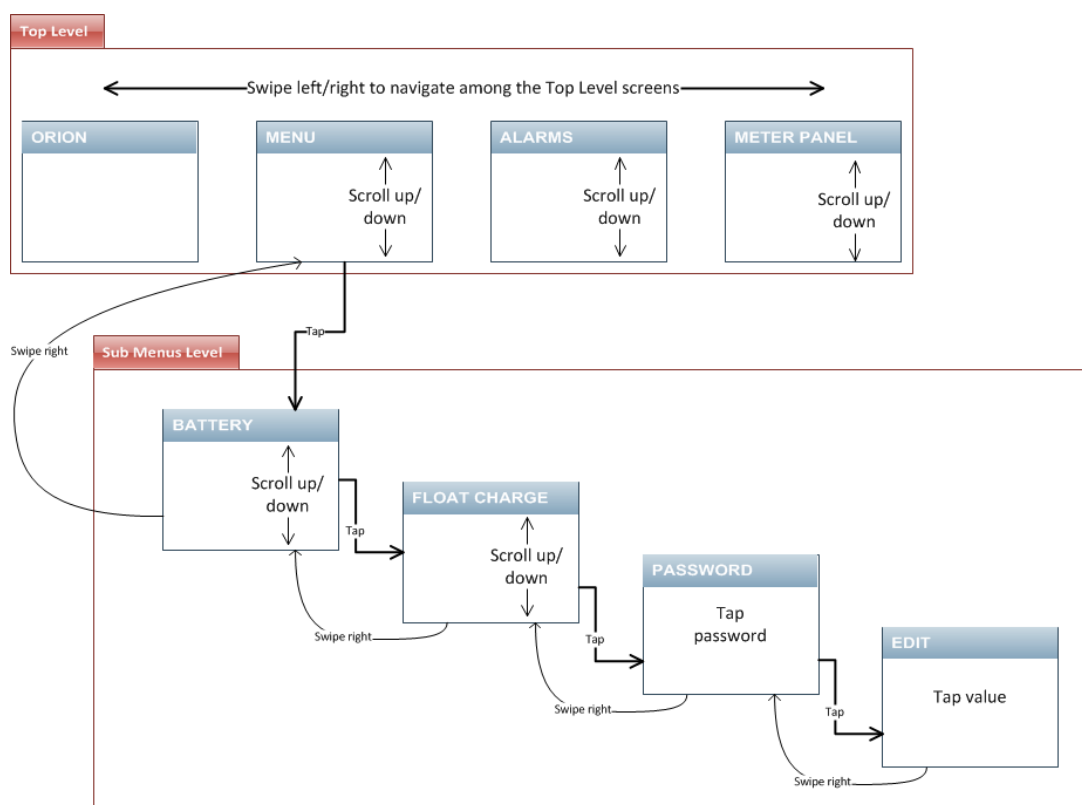 Top Level
Swipe left/right to navigate among the Top Level screens
ORION
MENU
ALARMS
METER PANEL
Scroll up/
down
Scroll up/
down
Scroll up/
down
Tap
Swipe right
Sub Menus Level
BATTERY
Scroll up/
down
Tap
FLOAT CHARGE
Scroll up/
down
Swipe right
Tap
PASSWORD
Tap
password
Swipe right
Tap
EDIT
Tap value
Swipe right